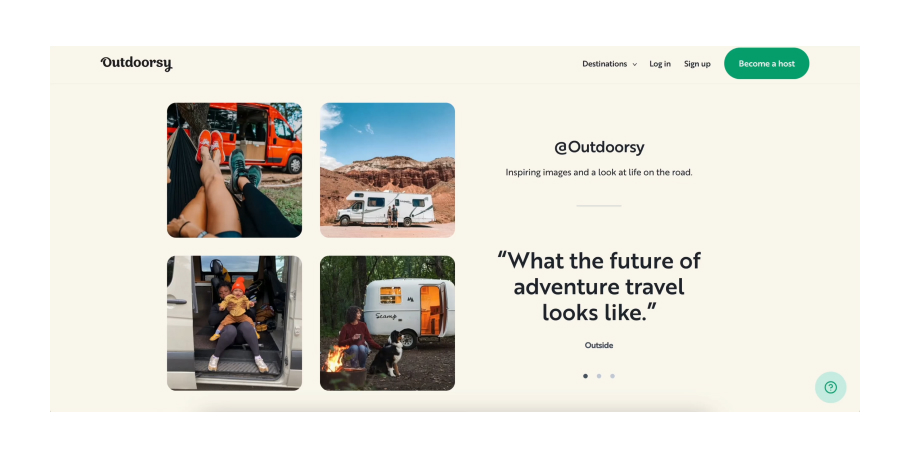 Outdoorsy
Destinations
Log in
Sign up
Become a host
@Outdoorsy
Inspiring images and a look at life on the road.
Scamp
“What the future of
adventure travel
looks like.”
Outside
?